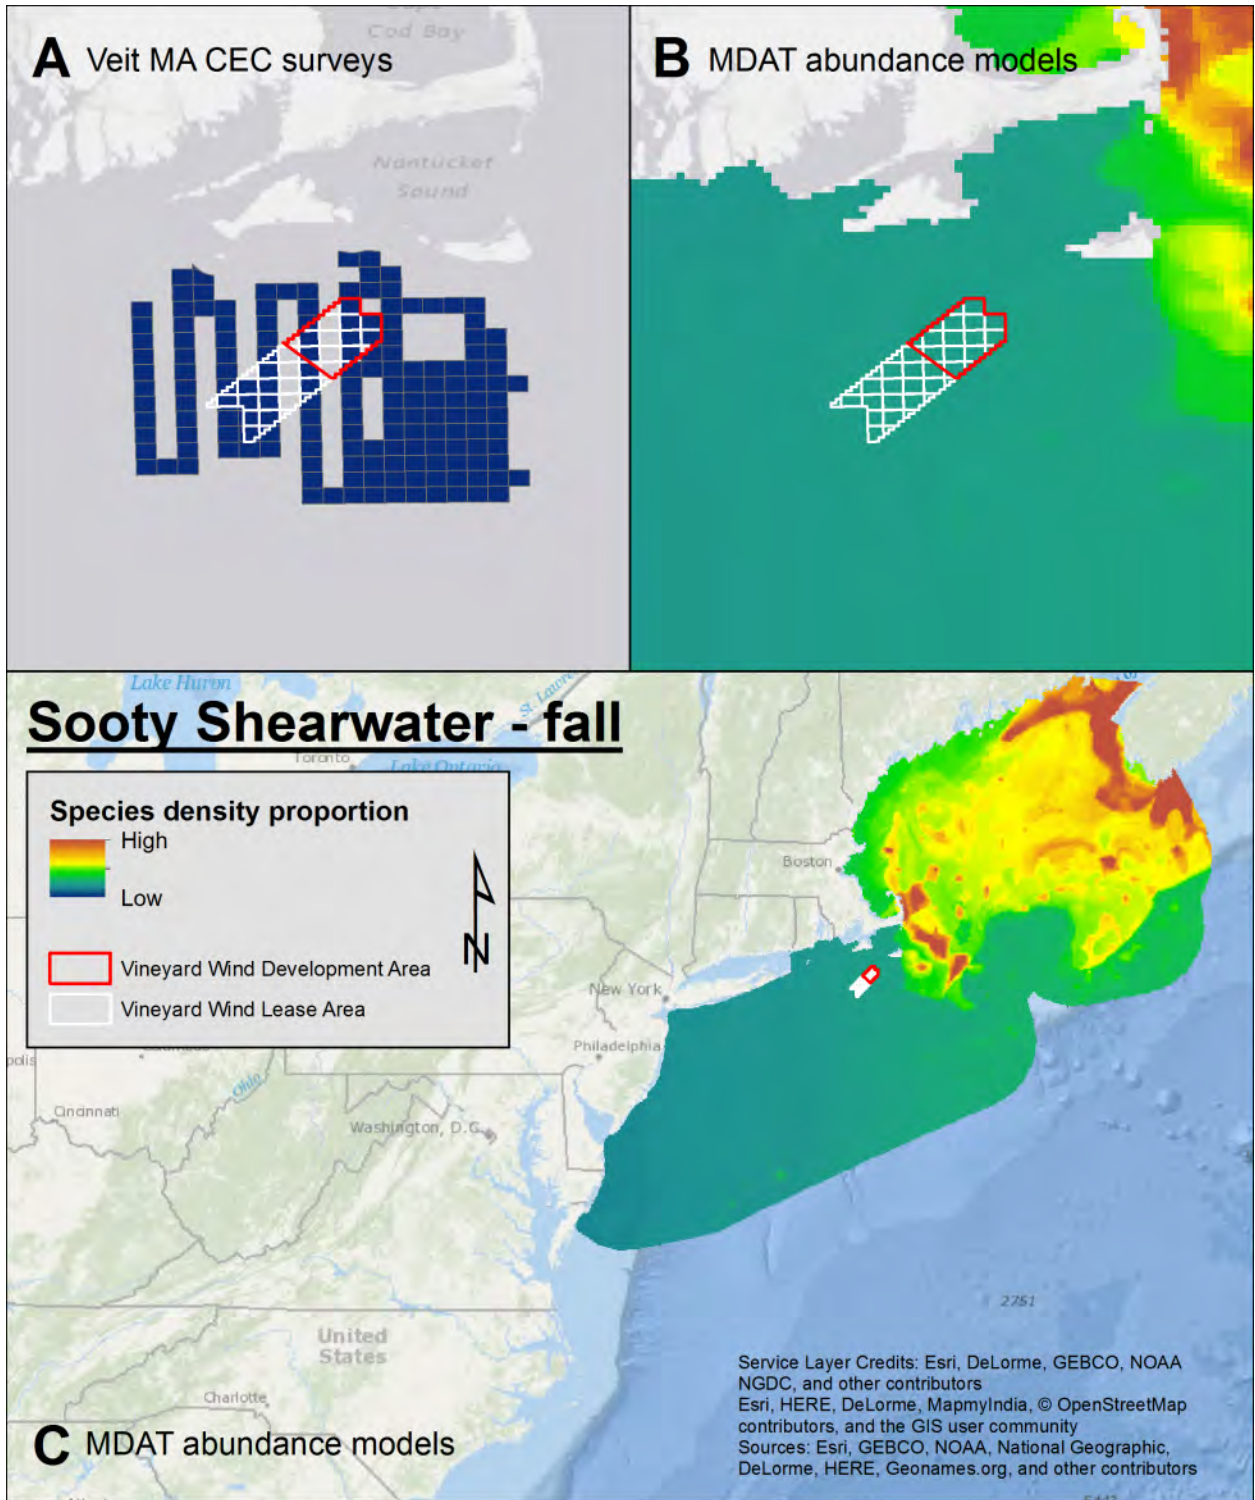 A Veit MA CEC surveys
Cod Bay
Nantucket
Sound
B MDAT abundance models
Lake Huron
St. Lawre
Sooty Shearwater - fall
Toronto
Lake Ontario
Species density proportion
High
Low
N
Vineyard Wind Development Area
Vineyard Wind Lease Area
Boston
New York
Philadelphia
Ohio
Cincinnati
Washington, D.C.
2751
United
States
Charlotte
Service Layer Credits: Esri, DeLorme, GEBCO, NOAA
NGDC, and other contributors
Esri, HERE, DeLorme, MapmyIndia, © OpenStreetMap
contributors, and the GIS user community
Sources: Esri, GEBCO, NOAA, National Geographic,
DeLorme, HERE, Geonames.org, and other contributors
C MDAT abundance models